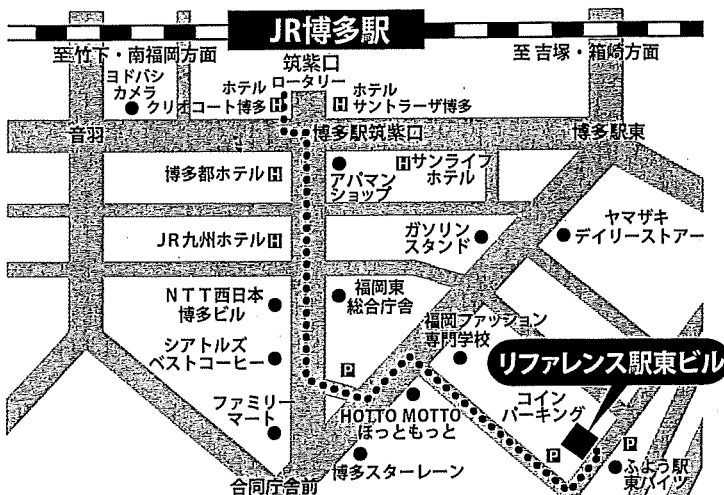 JR博多駅
至 竹下・南福岡方面
筑紫口
ロータリー
至 吉塚・箱崎方面
ヨドバシ
カメラ
ホテル
クリオコート博多 H
H ホテル
サントラーザ博多
音羽
博多駅筑紫口
博多駅東
博多都ホテル H
アパマン
ショップ
H サンライフ
ホテル
JR九州ホテル H
ガソリン
スタンド
ヤマザキ
デイリーストアー
NTT西日本
博多ビル
福岡東
総合庁舎
福岡ファッション
専門学校
シアトルズ
ベストコーヒー
P
リファレンス駅東ビル
ファミリー
マート
HOTTO MOTTO
ほっともっと
コイン
パーキング
P
P
博多スターレーン
ふよう駅
東ハイツ
合同庁舎前